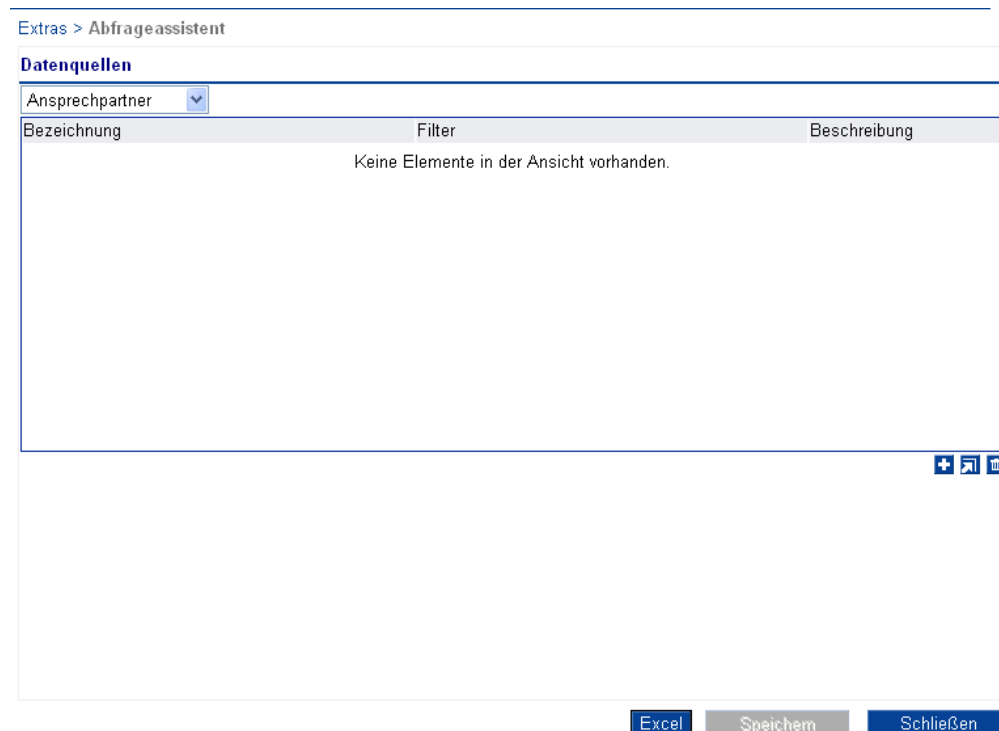 Extras > Abfrageassistent
Datenquellen
Ansprechpartner
Bezeichnung Filter Beschreibung
Keine Elemente in der Ansicht vorhanden.
Excel Speichern Schließen